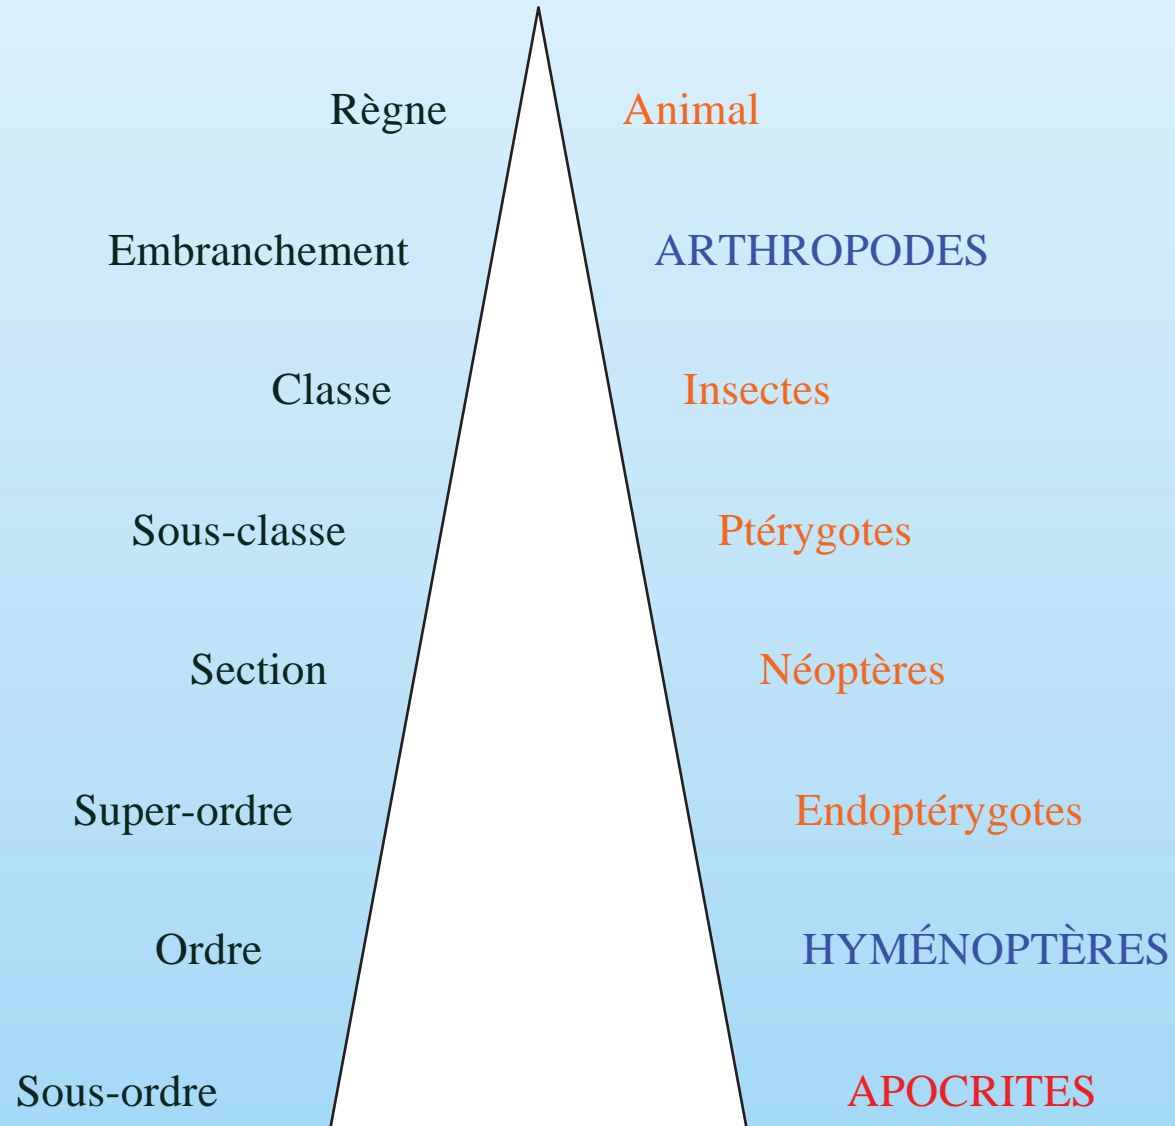 Règne Animal
Embranchement ARTHROPODES
Classe Insectes
Sous-classe Ptérygotes
Section Néoptères
Super-ordre Endoptérygotes
Ordre HYMÉNOPTÈRES
Sous-ordre APOCRITES